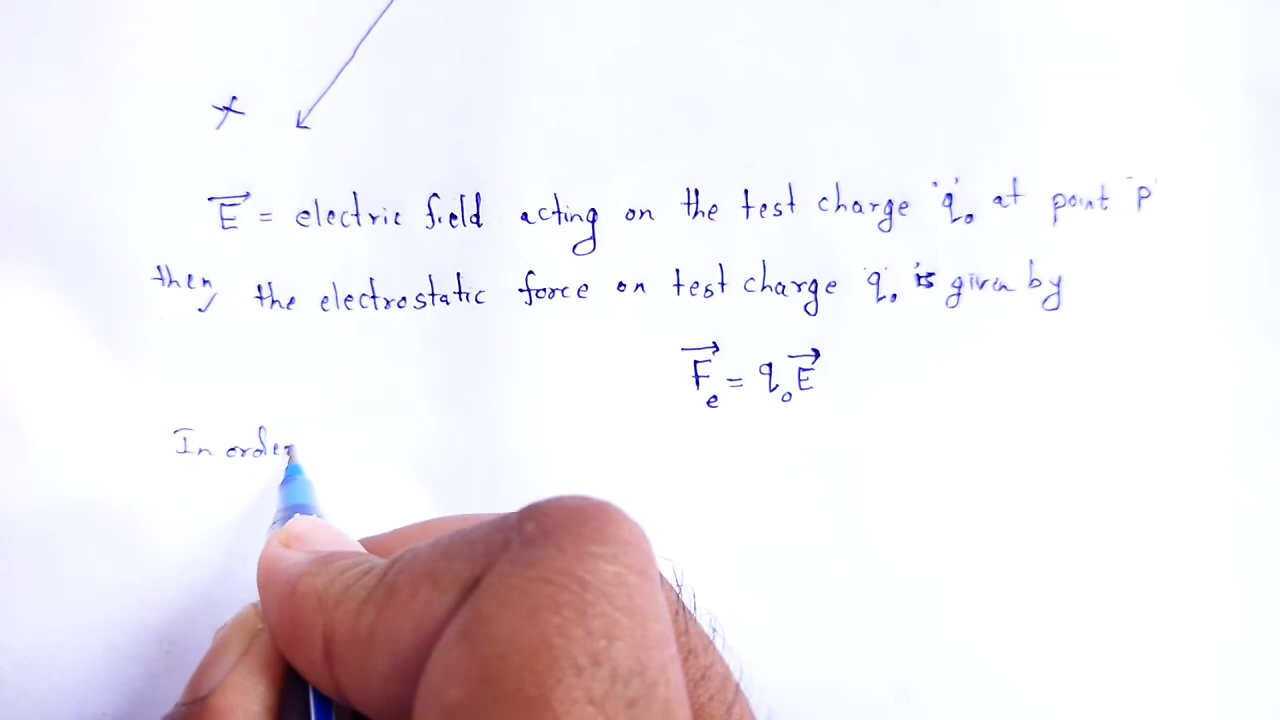 E⃗ = electric field acting on the test charge 'q₀' at point 'P'
then, the electrostatic force on test charge q₀ is given by
F⃗ₑ = q₀E⃗
In order